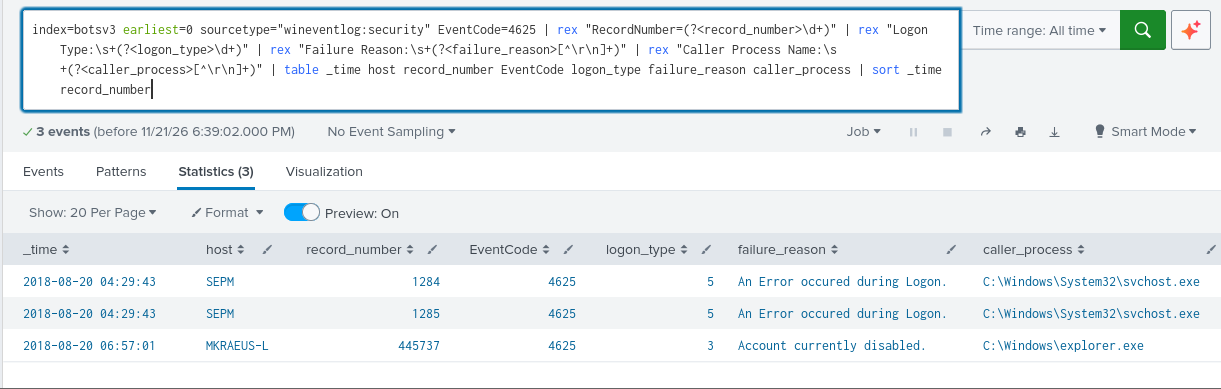 index=botsv3 earliest=0 sourcetype="wineventlog:security" EventCode=4625 | rex "RecordNumber=(?<record_number>\d+)" | rex "Logon
Type:\s+(?<logon_type>\d+)" | rex "Failure Reason:\s+(?<failure_reason>[^\r\n]+)" | rex "Caller Process Name:\s
+(?<caller_process>[^\r\n]+)" | table _time host record_number EventCode logon_type failure_reason caller_process | sort _time
record_number
Time range: All time
3 events (before 11/21/26 6:39:02.000 PM) No Event Sampling Job Smart Mode
Events Patterns Statistics (3) Visualization
Show: 20 Per Page Format Preview: On
_time host record_number EventCode logon_type failure_reason caller_process
2018-08-20 04:29:43 SEPM 1284 4625 5 An Error occured during Logon. C:\Windows\System32\svchost.exe
2018-08-20 04:29:43 SEPM 1285 4625 5 An Error occured during Logon. C:\Windows\System32\svchost.exe
2018-08-20 06:57:01 MKRAEUS-L 445737 4625 3 Account currently disabled. C:\Windows\explorer.exe